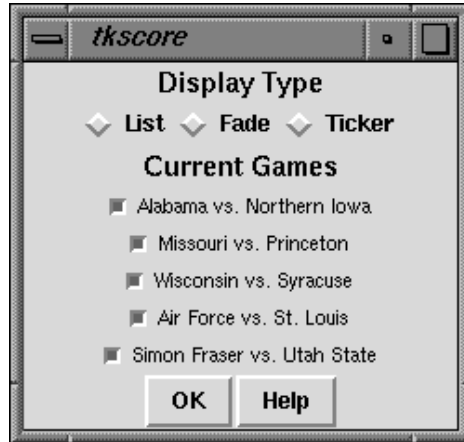 tkscore
Display Type
List Fade Ticker
Current Games
Alabama vs. Northern Iowa
Missouri vs. Princeton
Wisconsin vs. Syracuse
Air Force vs. St. Louis
Simon Fraser vs. Utah State
OK Help